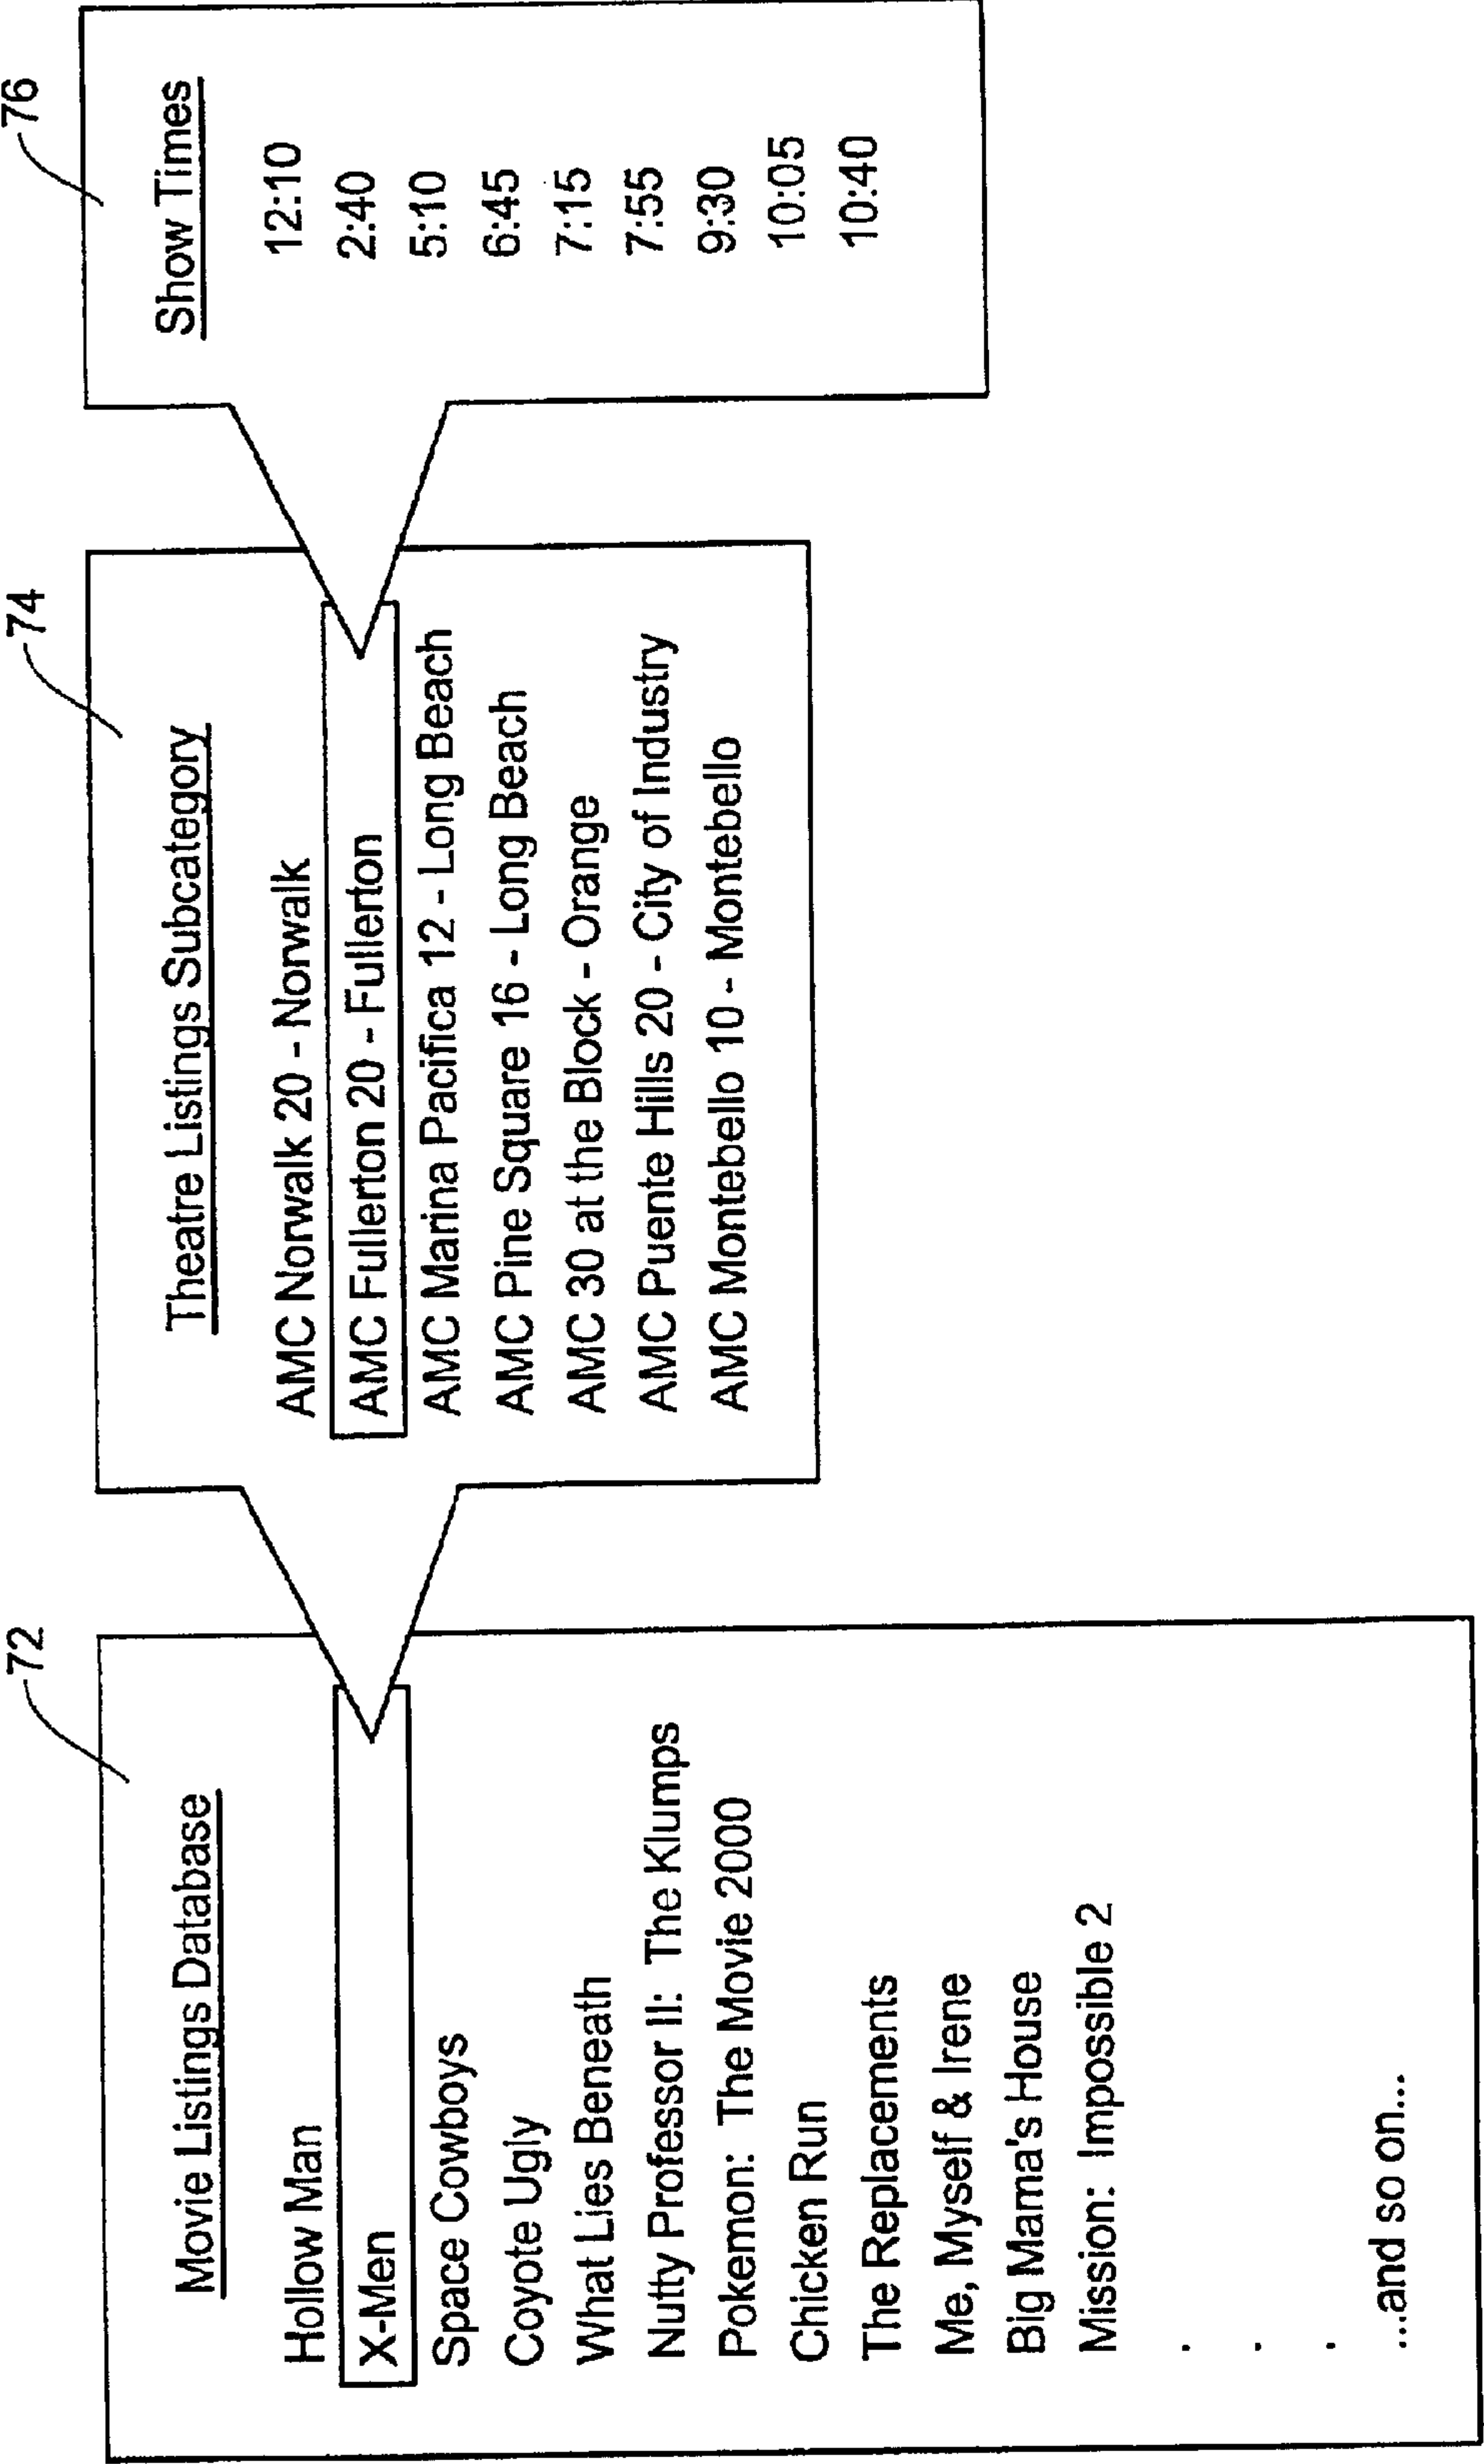 72
Movie Listings Database
Hollow Man
X-Men
Space Cowboys
Coyote Ugly
What Lies Beneath
Nutty Professor II: The Klumps
Pokemon: The Movie 2000
Chicken Run
The Replacements
Me, Myself & Irene
Big Mama's House
Mission: Impossible 2
.
.
.
...and so on...
74
Theatre Listings Subcategory
AMC Norwalk 20 - Norwalk
AMC Fullerton 20 - Fullerton
AMC Marina Pacifica 12 - Long Beach
AMC Pine Square 16 - Long Beach
AMC 30 at the Block - Orange
AMC Puente Hills 20 - City of Industry
AMC Montebello 10 - Montebello
76
Show Times
12:10
2:40
5:10
6:45
7:15
7:55
9:30
10:05
10:40